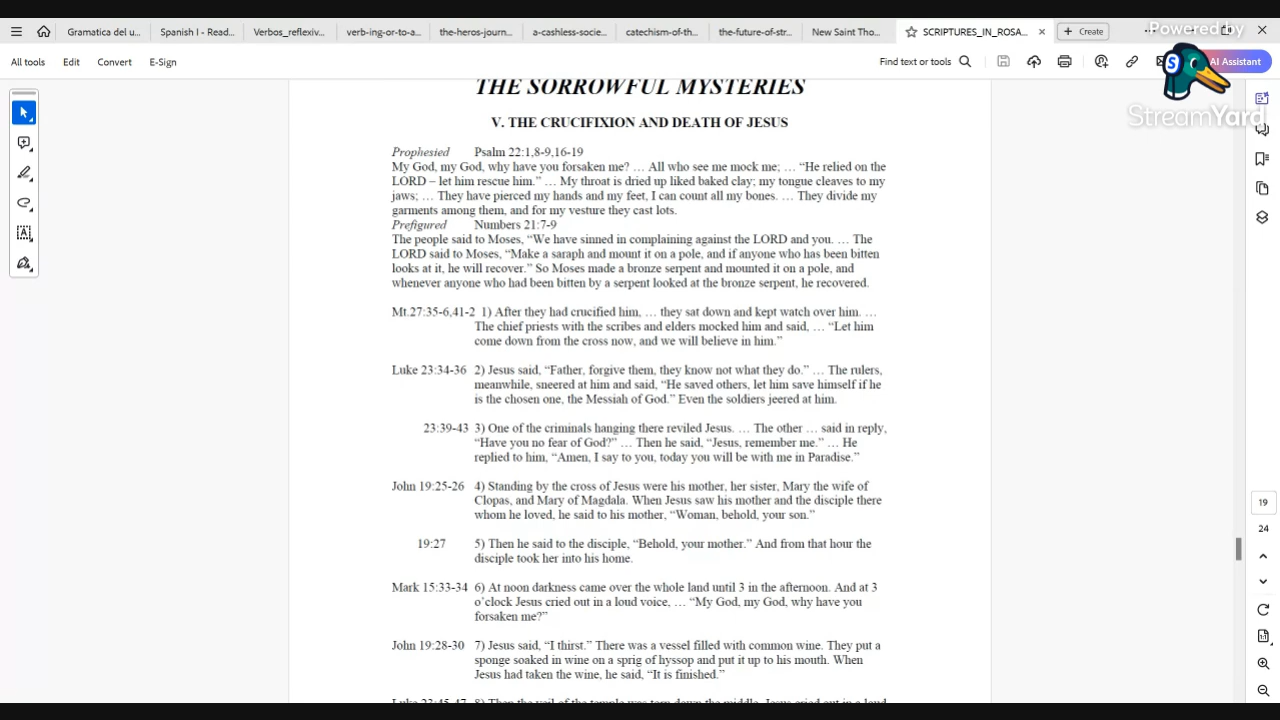 Powered by
StreamYard
Gramatica del u...
Spanish I - Read...
Verbos_reflexiv...
verb-ing-or-to-a...
the-heros-journ...
a-cashless-socie...
catechism-of-th...
the-future-of-str...
New Saint Tho...
SCRIPTURES_IN_ROSA...
Create
All tools
Edit
Convert
E-Sign
Find text or tools
AI Assistant
THE SORROWFUL MYSTERIES
V. THE CRUCIFIXION AND DEATH OF JESUS
Prophesied Psalm 22:1,8-9,16-19
My God, my God, why have you forsaken me? … All who see me mock me; … “He relied on the
LORD – let him rescue him.” … My throat is dried up liked baked clay; my tongue cleaves to my
jaws; … They have pierced my hands and my feet, I can count all my bones. … They divide my
garments among them, and for my vesture they cast lots.
Prefigured Numbers 21:7-9
The people said to Moses, “We have sinned in complaining against the LORD and you. … The
LORD said to Moses, “Make a saraph and mount it on a pole, and if anyone who has been bitten
looks at it, he will recover.” So Moses made a bronze serpent and mounted it on a pole, and
whenever anyone who had been bitten by a serpent looked at the bronze serpent, he recovered.
Mt.27:35-6,41-2 1) After they had crucified him, … they sat down and kept watch over him. …
The chief priests with the scribes and elders mocked him and said, … “Let him
come down from the cross now, and we will believe in him.”
Luke 23:34-36 2) Jesus said, “Father, forgive them, they know not what they do.” … The rulers,
meanwhile, sneered at him and said, “He saved others, let him save himself if he
is the chosen one, the Messiah of God.” Even the soldiers jeered at him.
23:39-43 3) One of the criminals hanging there reviled Jesus. … The other … said in reply,
“Have you no fear of God?” … Then he said, “Jesus, remember me.” … He
replied to him, “Amen, I say to you, today you will be with me in Paradise.”
John 19:25-26 4) Standing by the cross of Jesus were his mother, her sister, Mary the wife of
Clopas, and Mary of Magdala. When Jesus saw his mother and the disciple there
whom he loved, he said to his mother, “Woman, behold, your son.”
19:27 5) Then he said to the disciple, “Behold, your mother.” And from that hour the
disciple took her into his home.
Mark 15:33-34 6) At noon darkness came over the whole land until 3 in the afternoon. And at 3
o’clock Jesus cried out in a loud voice, … “My God, my God, why have you
forsaken me?”
John 19:28-30 7) Jesus said, “I thirst.” There was a vessel filled with common wine. They put a
sponge soaked in wine on a sprig of hyssop and put it up to his mouth. When
Jesus had taken the wine, he said, “It is finished.”
Luke 23:45-47 8) Then the veil of the temple was torn down the middle. Jesus cried out in a loud
19
24